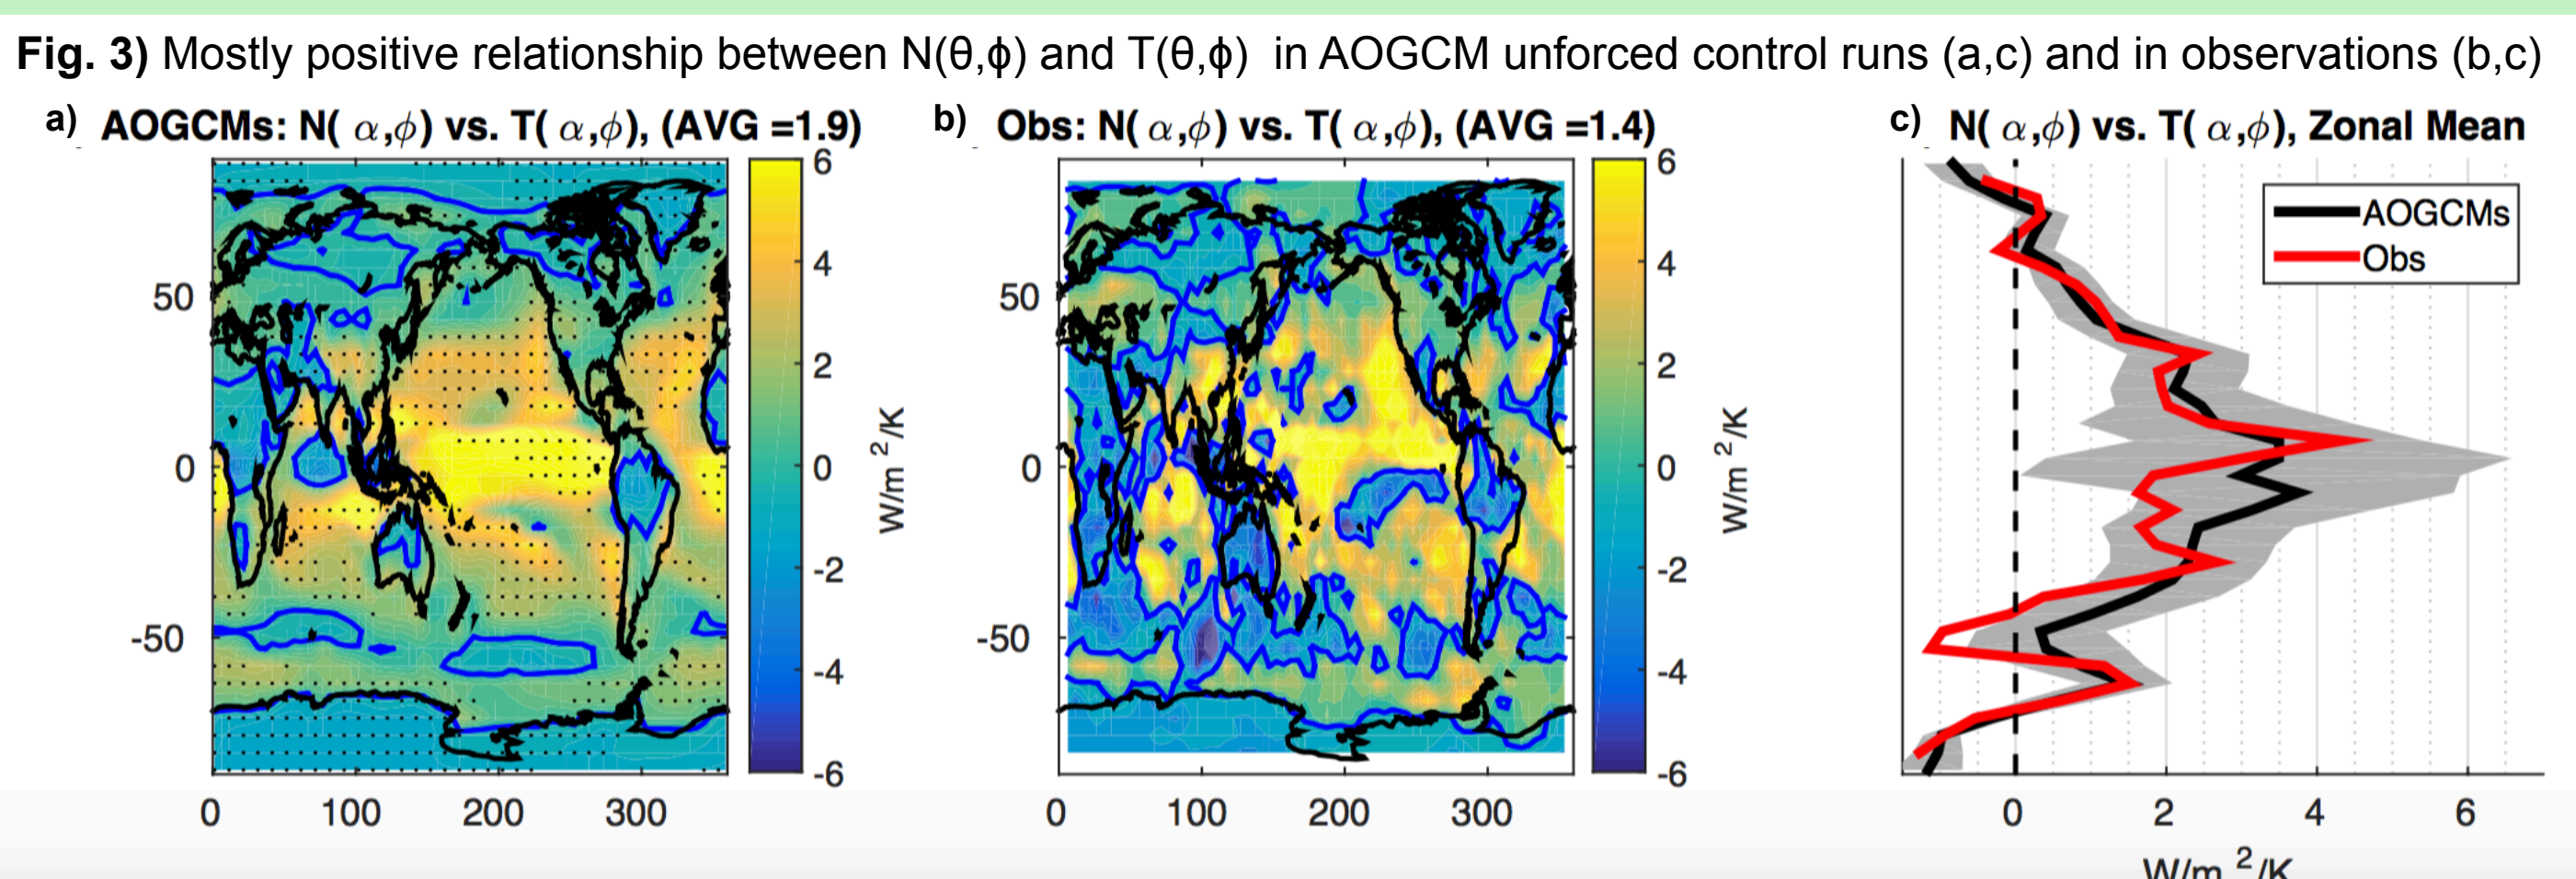 Fig. 3) Mostly positive relationship between N(θ,ϕ) and T(θ,ϕ) in AOGCM unforced control runs (a,c) and in observations (b,c)
a) AOGCMs: N( α,ϕ) vs. T( α,ϕ), (AVG =1.9)
6
4
2
0
-2
-4
-6
W/m ²/K
50
0
-50
0 100 200 300
b) Obs: N( α,ϕ) vs. T( α,ϕ), (AVG =1.4)
6
4
2
0
-2
-4
-6
W/m ²/K
50
0
-50
0 100 200 300
c) N( α,ϕ) vs. T( α,ϕ), Zonal Mean
AOGCMs
Obs
0 2 4 6
W/m ²/K